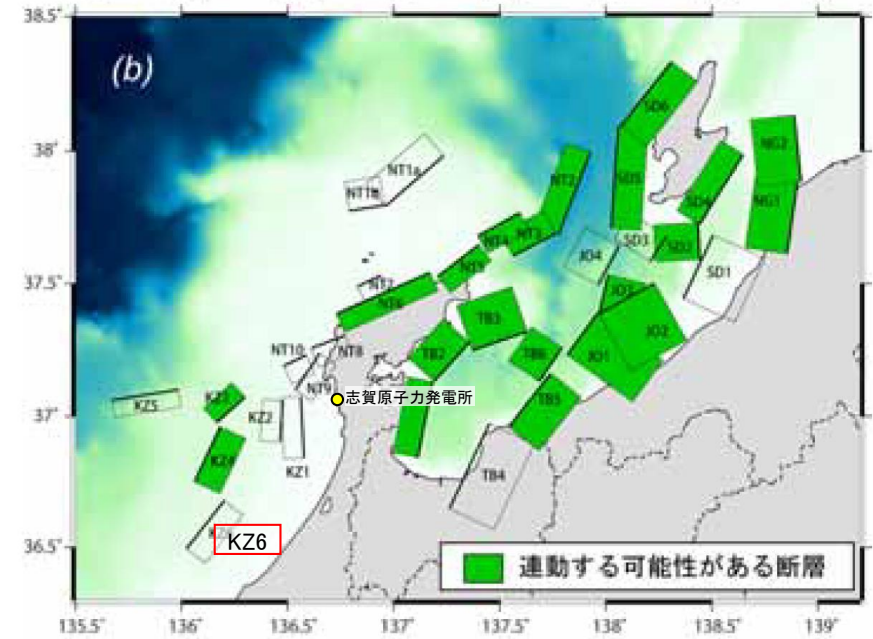 38.5°
(b)
38°
37.5°
37°
36.5°
SD6
NG2
NT1a
NT1b
NT2
SD5
SD4
NG1
NT4
NT3
SD3
SD2
JO4
SD1
NT5
NT7
NT6
JO3
TB3
JO2
NT10
NT8
TB2
TB6
JO1
NT9
志賀原子力発電所
KZ5
KZ3
KZ2
TB5
KZ4
KZ1
TB4
KZ6
連動する可能性がある断層
135.5°
136°
136.5°
137°
137.5°
138°
138.5°
139°